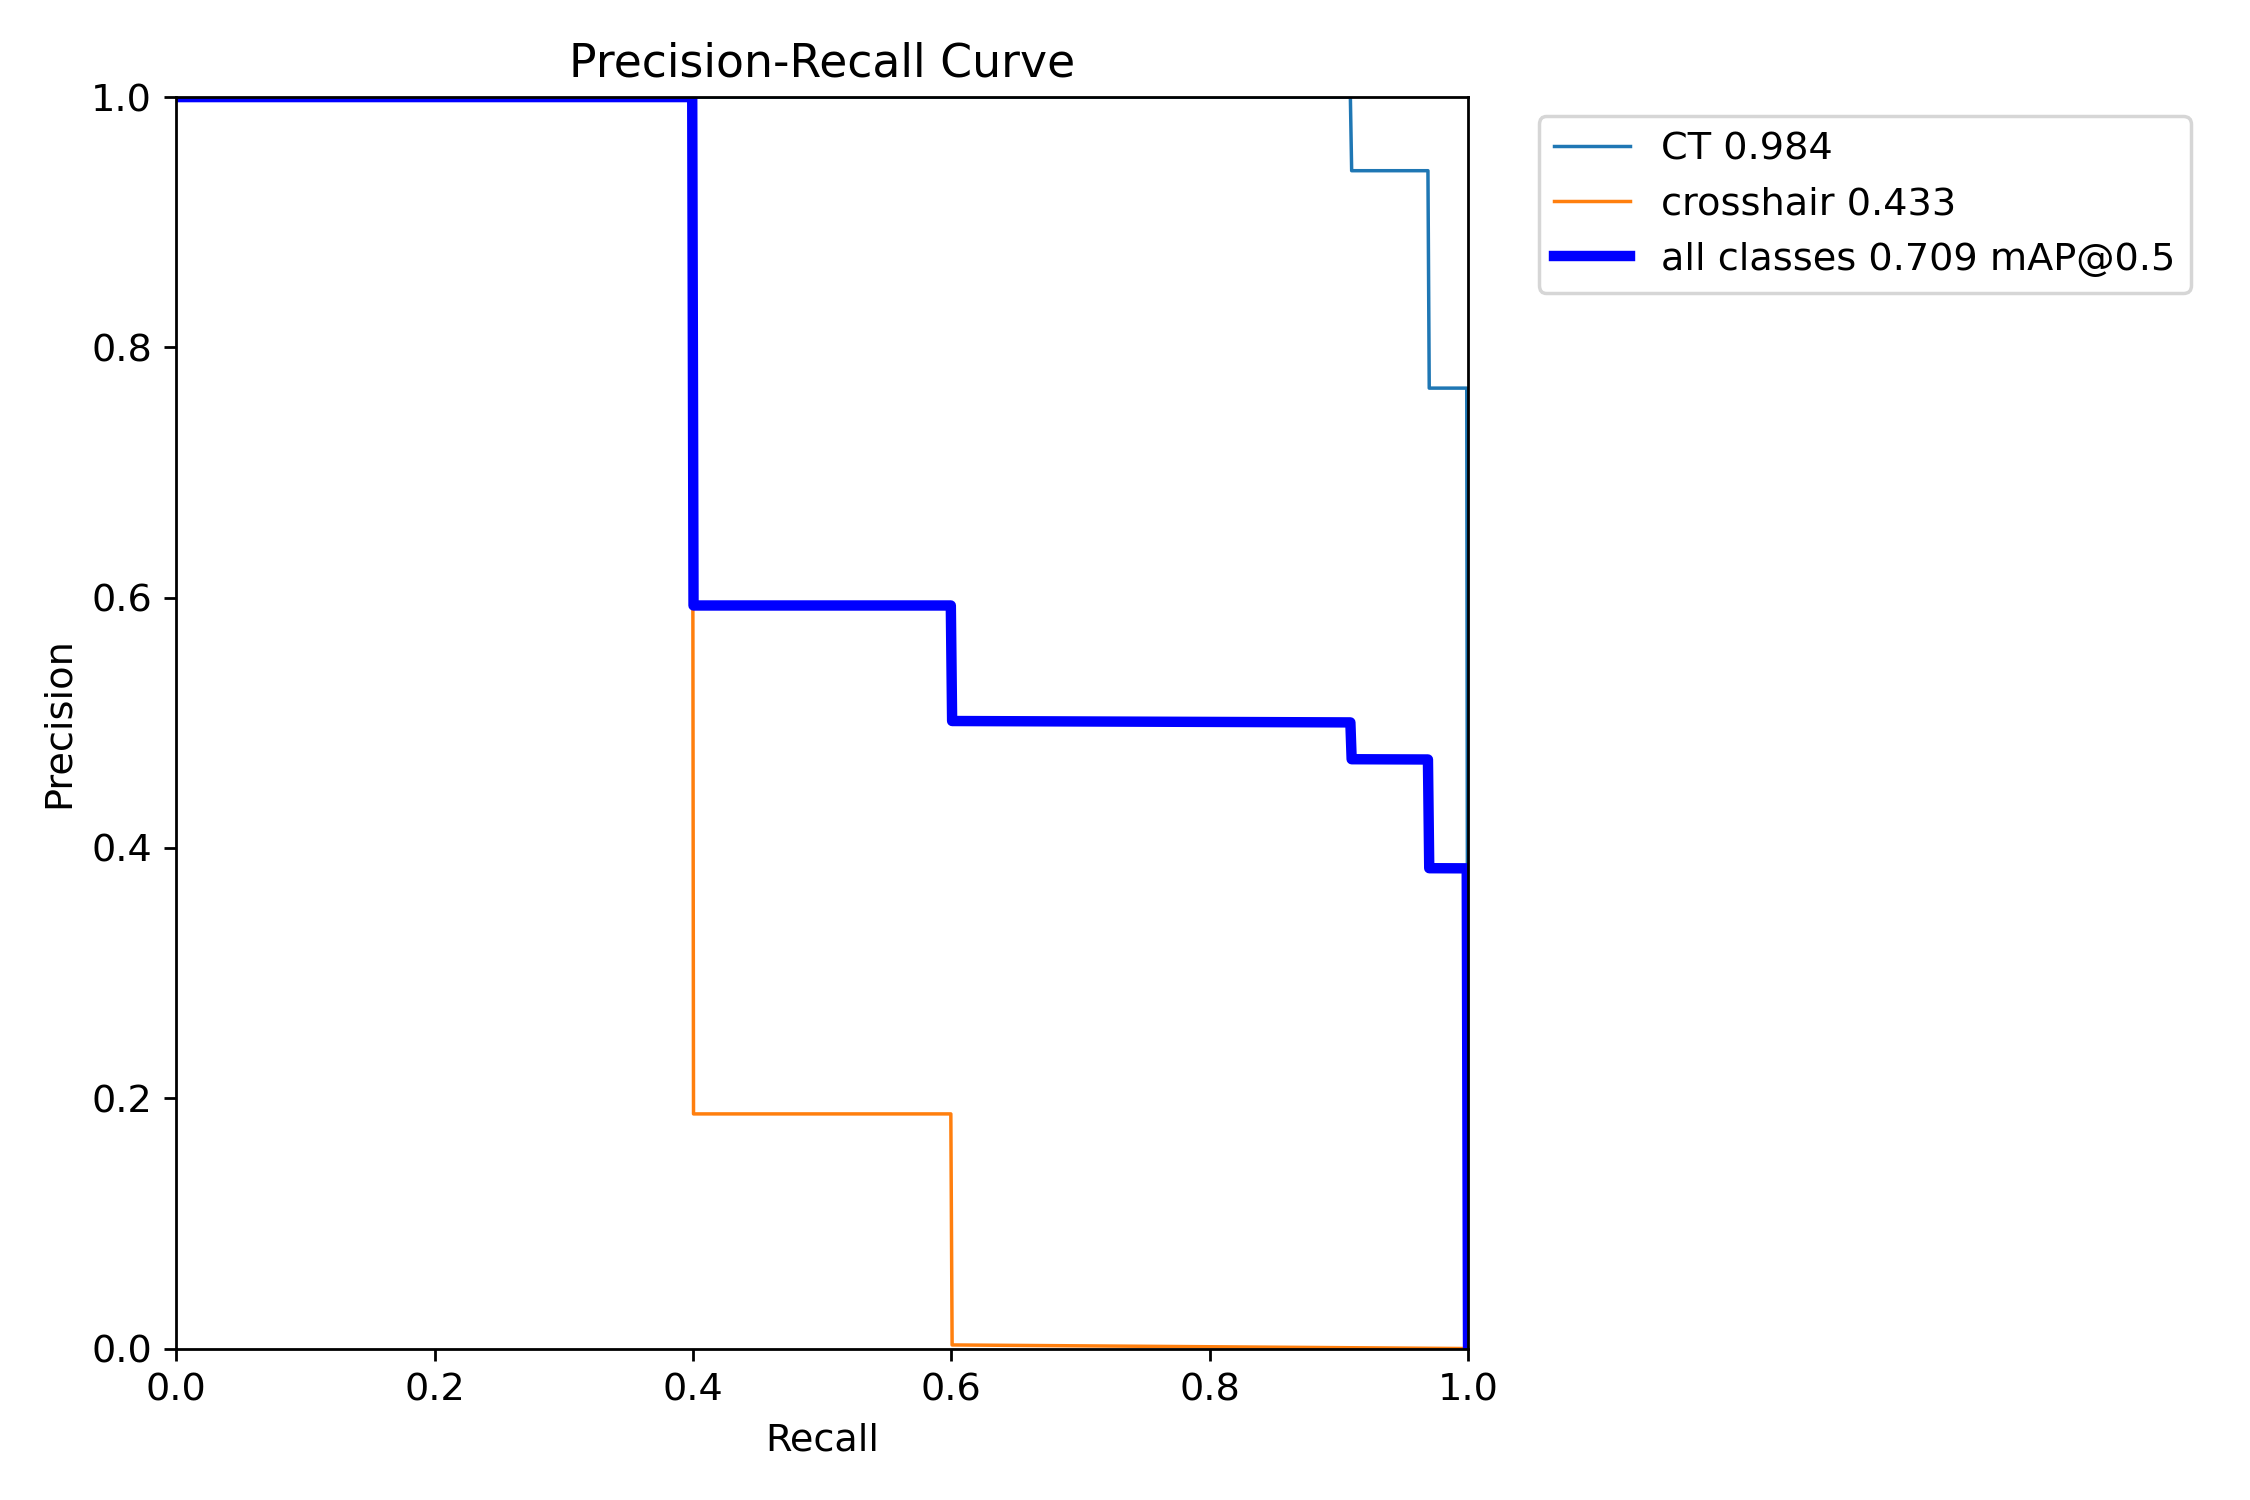 Precision-Recall Curve
1.0
0.8
0.6
0.4
0.2
0.0
Precision
0.0 0.2 0.4 0.6 0.8 1.0
Recall
CT 0.984
crosshair 0.433
all classes 0.709 mAP@0.5